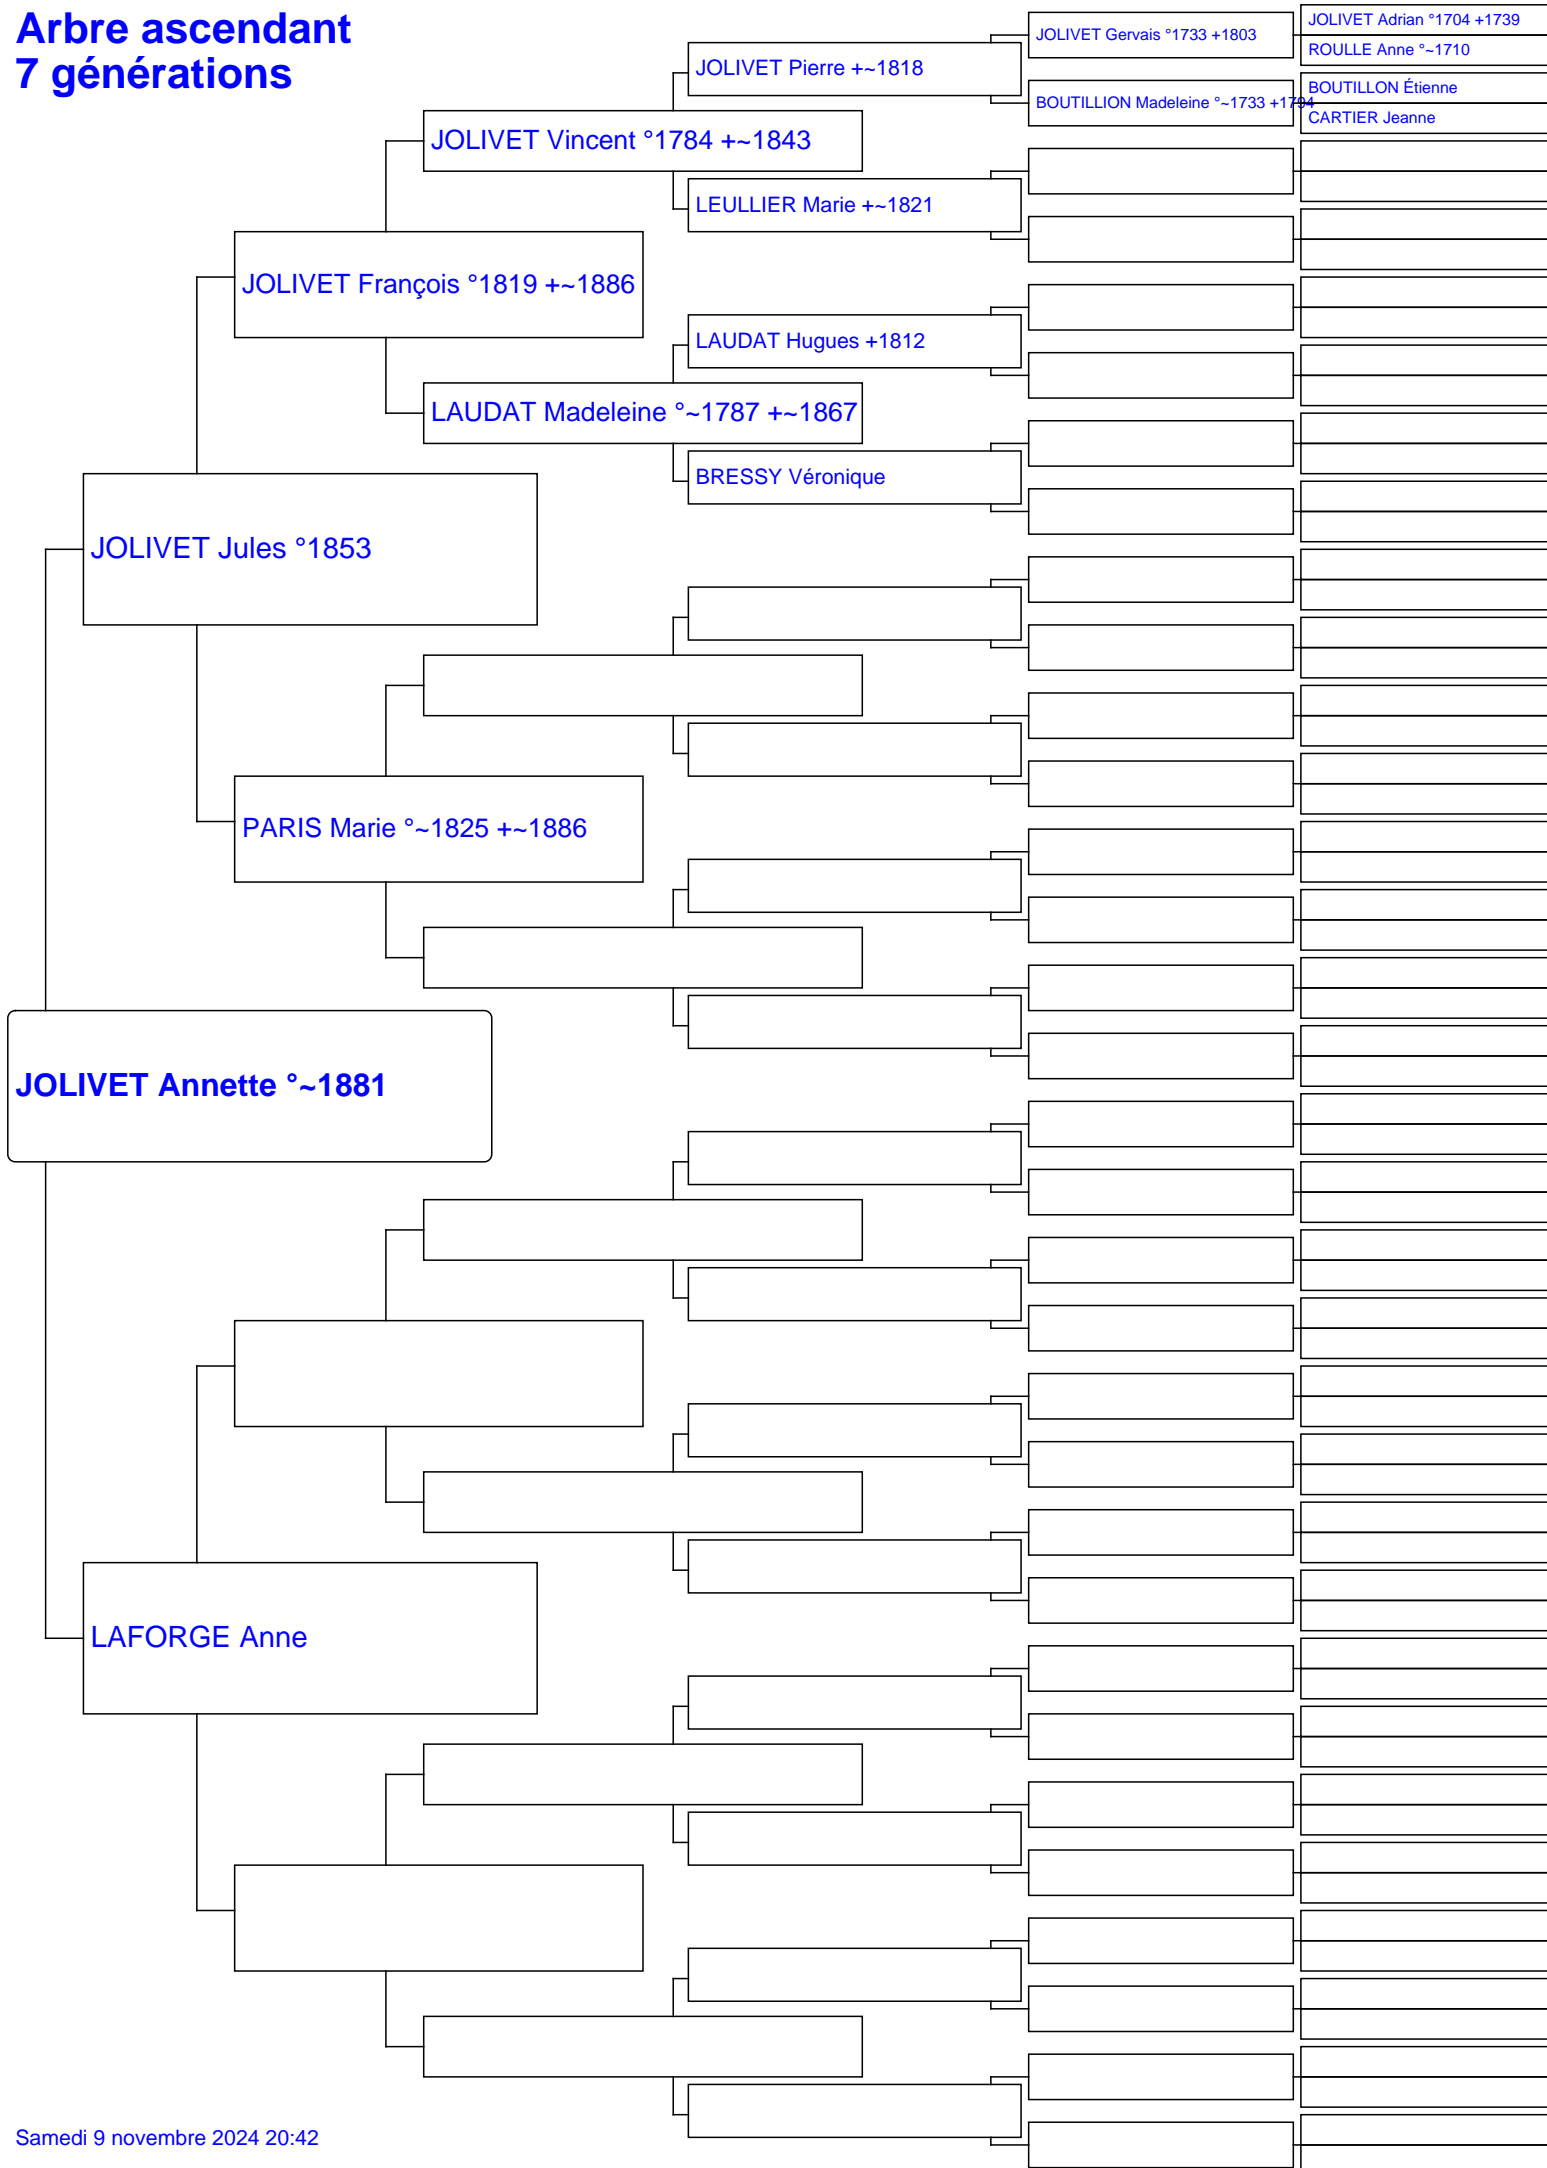 Arbre ascendant
7 générations
JOLIVET Adrian °1704 +1739
JOLIVET Gervais °1733 +1803
ROULLE Anne °~1710
JOLIVET Pierre +~1818
BOUTILLON Étienne
BOUTILLION Madeleine °~1733 +1794
CARTIER Jeanne
JOLIVET Vincent °1784 +~1843
LEULLIER Marie +~1821
JOLIVET François °1819 +~1886
LAUDAT Hugues +1812
LAUDAT Madeleine °~1787 +~1867
BRESSY Véronique
JOLIVET Jules °1853
PARIS Marie °~1825 +~1886
JOLIVET Annette °~1881
LAFORGE Anne
Samedi 9 novembre 2024 20:42